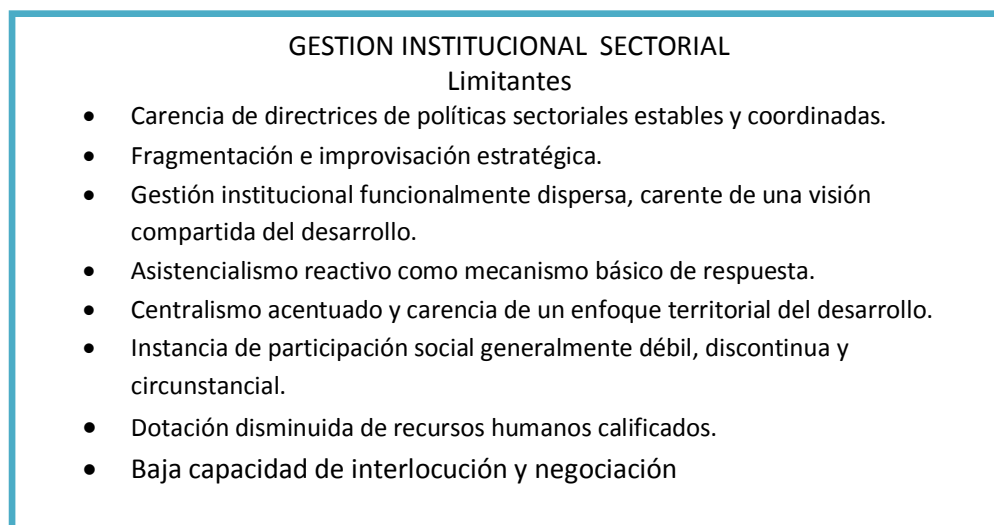 GESTION INSTITUCIONAL  SECTORIAL
Limitantes
• Carencia de directrices de políticas sectoriales estables y coordinadas.
• Fragmentación e improvisación estratégica.
• Gestión institucional funcionalmente dispersa, carente de una visión
compartida del desarrollo.
• Asistencialismo reactivo como mecanismo básico de respuesta.
• Centralismo acentuado y carencia de un enfoque territorial del desarrollo.
• Instancia de participación social generalmente débil, discontinua y
circunstancial.
• Dotación disminuida de recursos humanos calificados.
• Baja capacidad de interlocución y negociación